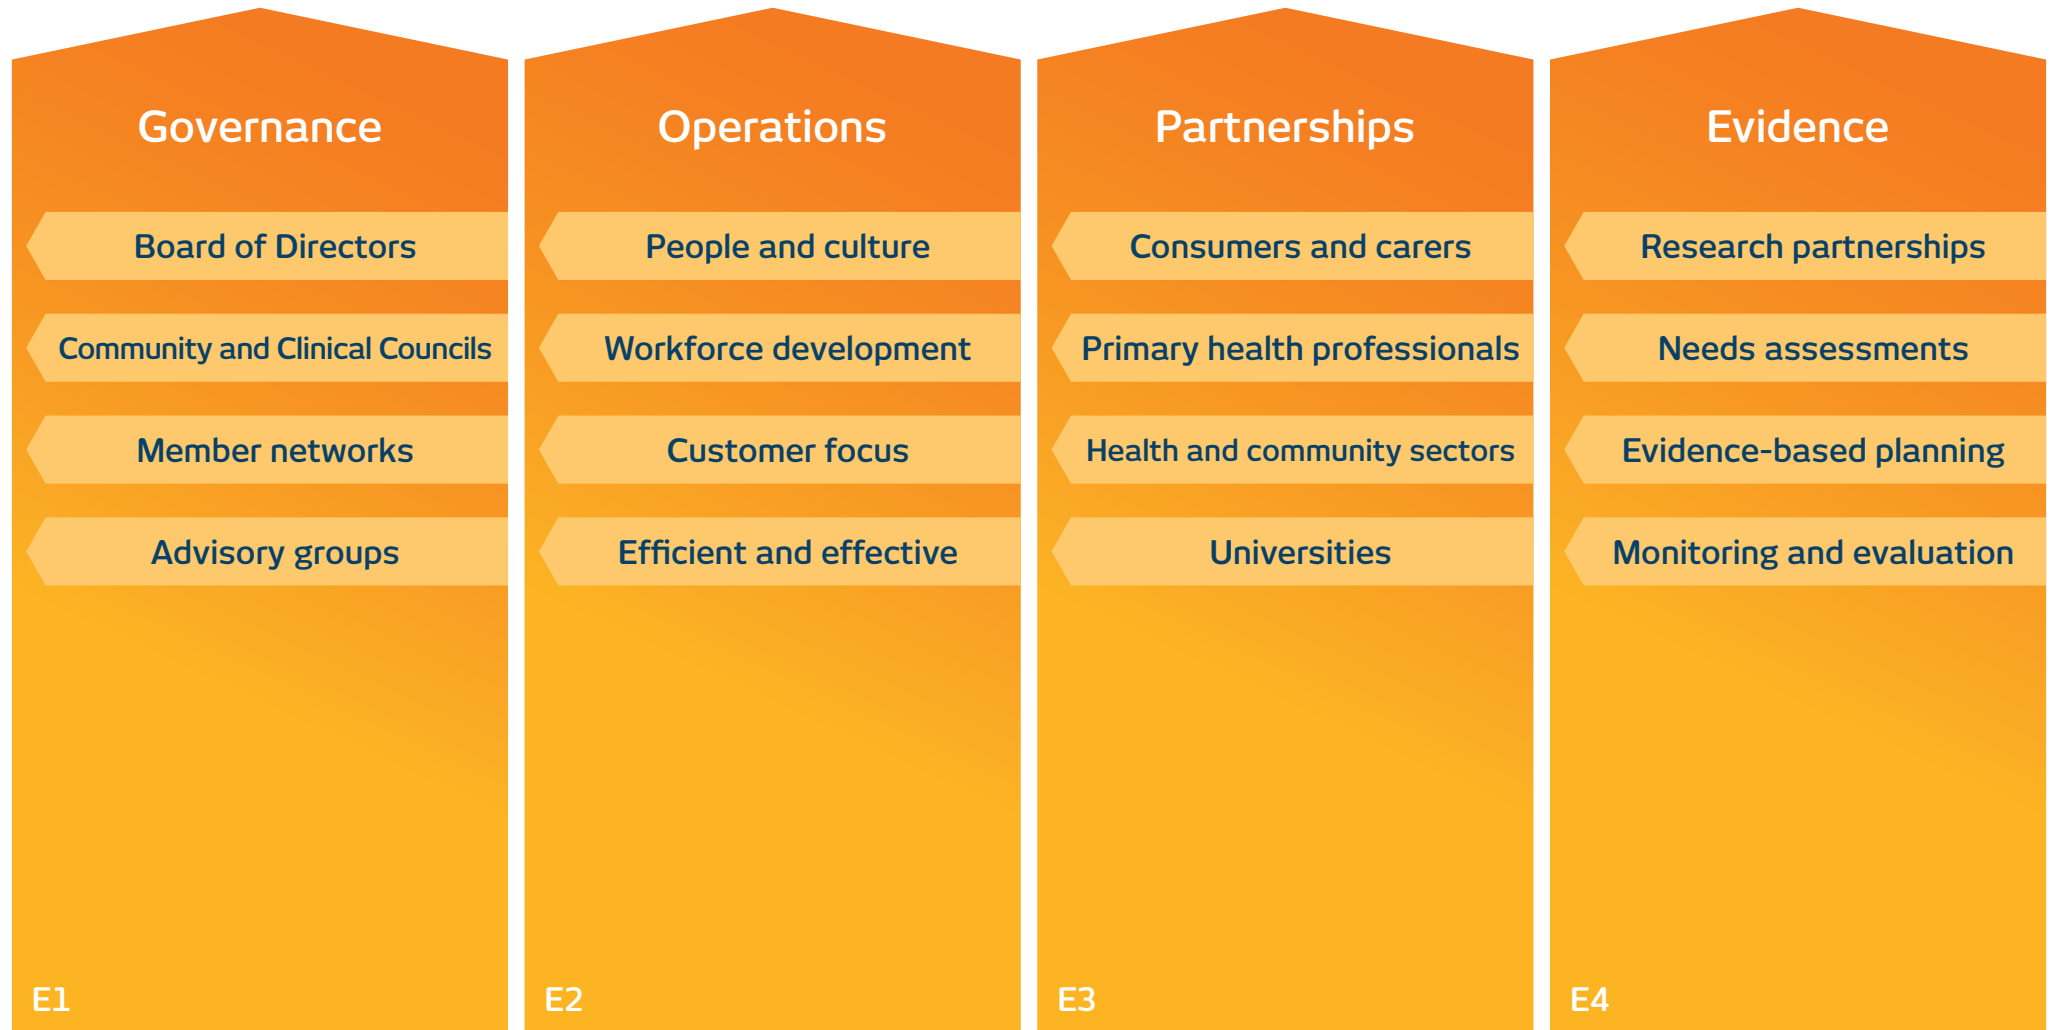 Governance
Board of Directors
Community and Clinical Councils
Member networks
Advisory groups
E1
Operations
People and culture
Workforce development
Customer focus
Efficient and effective
E2
Partnerships
Consumers and carers
Primary health professionals
Health and community sectors
Universities
E3
Evidence
Research partnerships
Needs assessments
Evidence-based planning
Monitoring and evaluation
E4